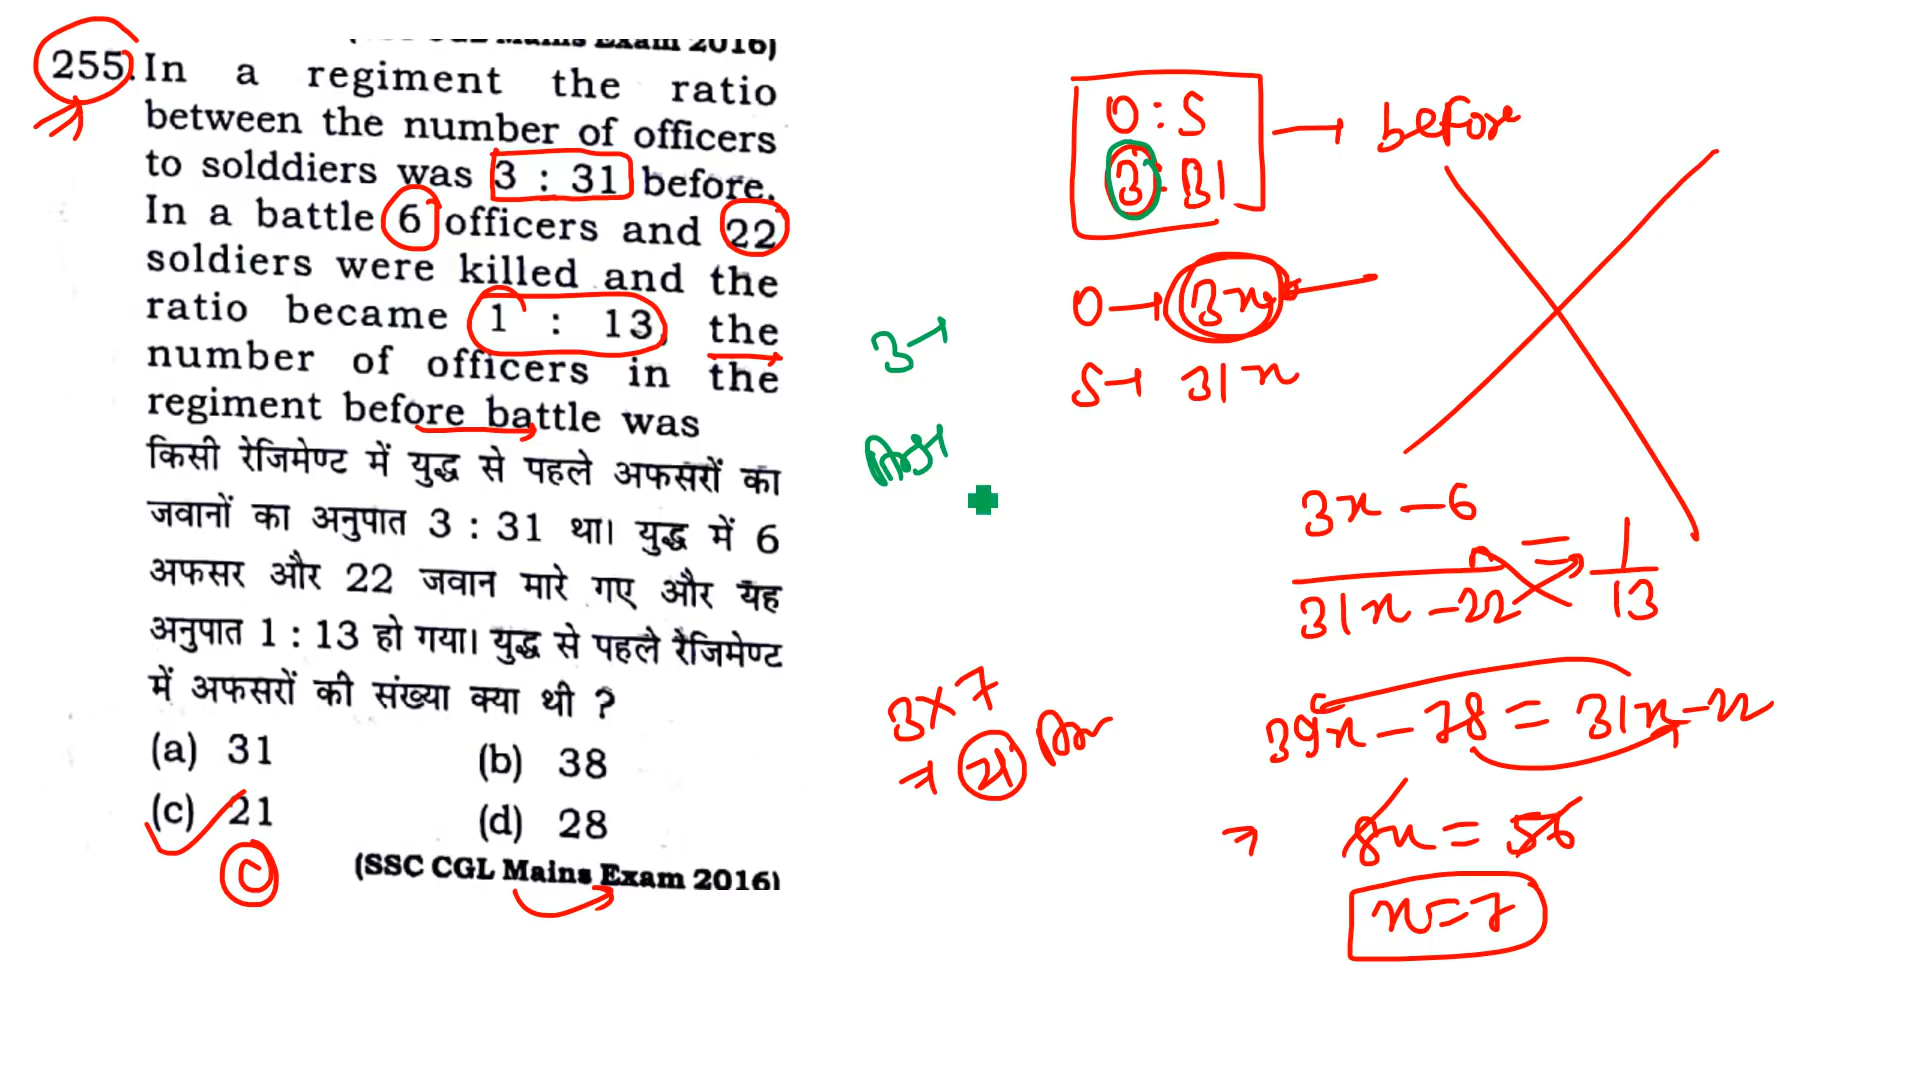 (SSC CGL Mains Exam 2016)
255. In a regiment the ratio
between the number of officers
to solddiers was 3 : 31 before.
In a battle 6 officers and 22
soldiers were killed and the
ratio became 1 : 13, the
number of officers in the
regiment before battle was
किसी रेजिमेण्ट में युद्ध से पहले अफसरों का
जवानों का अनुपात 3 : 31 था। युद्ध में 6
अफसर और 22 जवान मारे गए और यह
अनुपात 1 : 13 हो गया। युद्ध से पहले रेजिमेण्ट
में अफसरों की संख्या क्या थी ?
(a) 31 (b) 38
(c) 21 (d) 28
(SSC CGL Mains Exam 2016)
C
O : S → before
3 : 31
O → 3x
S → 31x
3 →
3x - 6 / 31x - 22 = 1 / 13
39x - 78 = 31x - 22
8x = 56
x = 7
3 × 7
21 Ans